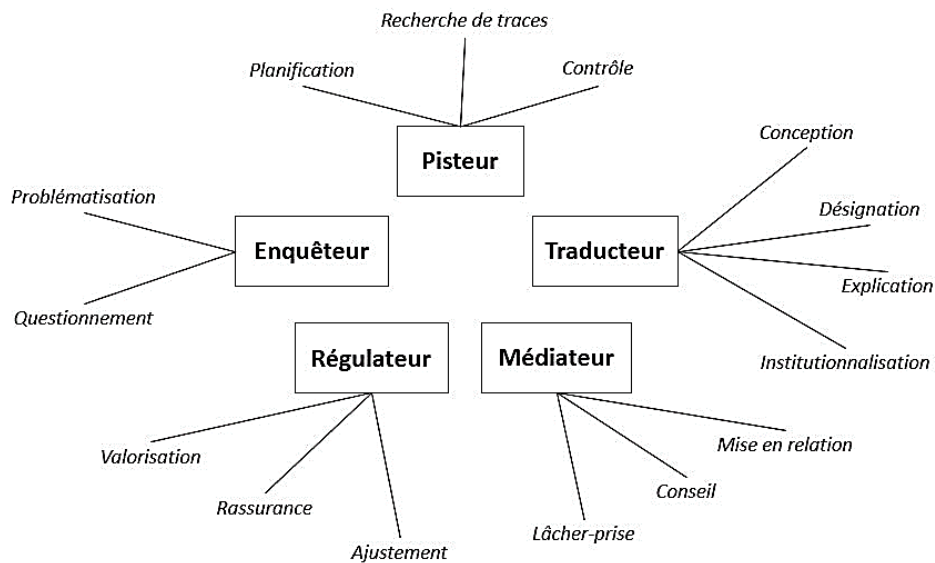 Recherche de traces
Planification
Contrôle
Pisteur
Conception
Problématisation
Désignation
Enquêteur
Traducteur
Explication
Questionnement
Régulateur
Médiateur
Institutionnalisation
Valorisation
Mise en relation
Rassurance
Conseil
Ajustement
Lâcher-prise